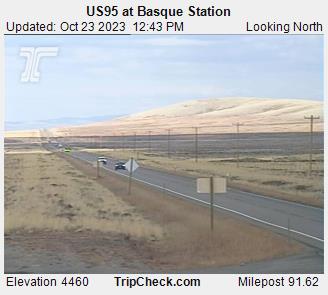 US95 at Basque Station
Updated: Oct 23 2023 12:43 PM Looking North
Elevation 4460 TripCheck.com Milepost 91.62